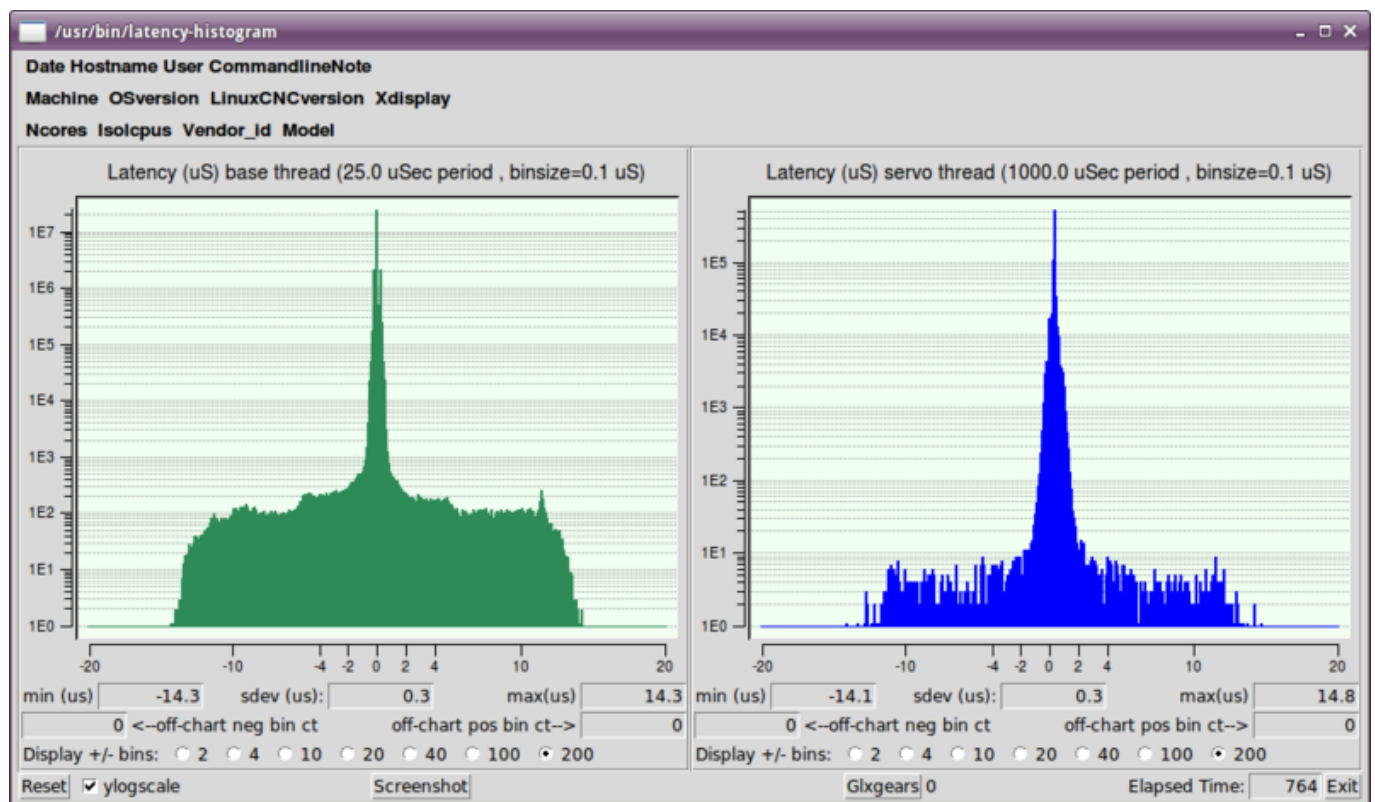 /usr/bin/latency-histogram
Date Hostname User CommandlineNote
Machine OSversion LinuxCNCversion Xdisplay
Ncores Isolcpus Vendor_id Model
Latency (uS) base thread (25.0 uSec period , binsize=0.1 uS)
1E7
1E6
1E5
1E4
1E3
1E2
1E1
1E0
-20 -10 -4 -2 0 2 4 10 20
min (us) -14.3 sdev (us): 0.3 max(us) 14.3
0 <--off-chart neg bin ct off-chart pos bin ct--> 0
Display +/- bins: 2 4 10 20 40 100 200
Latency (uS) servo thread (1000.0 uSec period , binsize=0.1 uS)
1E5
1E4
1E3
1E2
1E1
1E0
-20 -10 -4 -2 0 2 4 10 20
min (us) -14.1 sdev (us): 0.3 max(us) 14.8
0 <--off-chart neg bin ct off-chart pos bin ct--> 0
Display +/- bins: 2 4 10 20 40 100 200
Reset ylogscale Screenshot Glxgears 0 Elapsed Time: 764 Exit